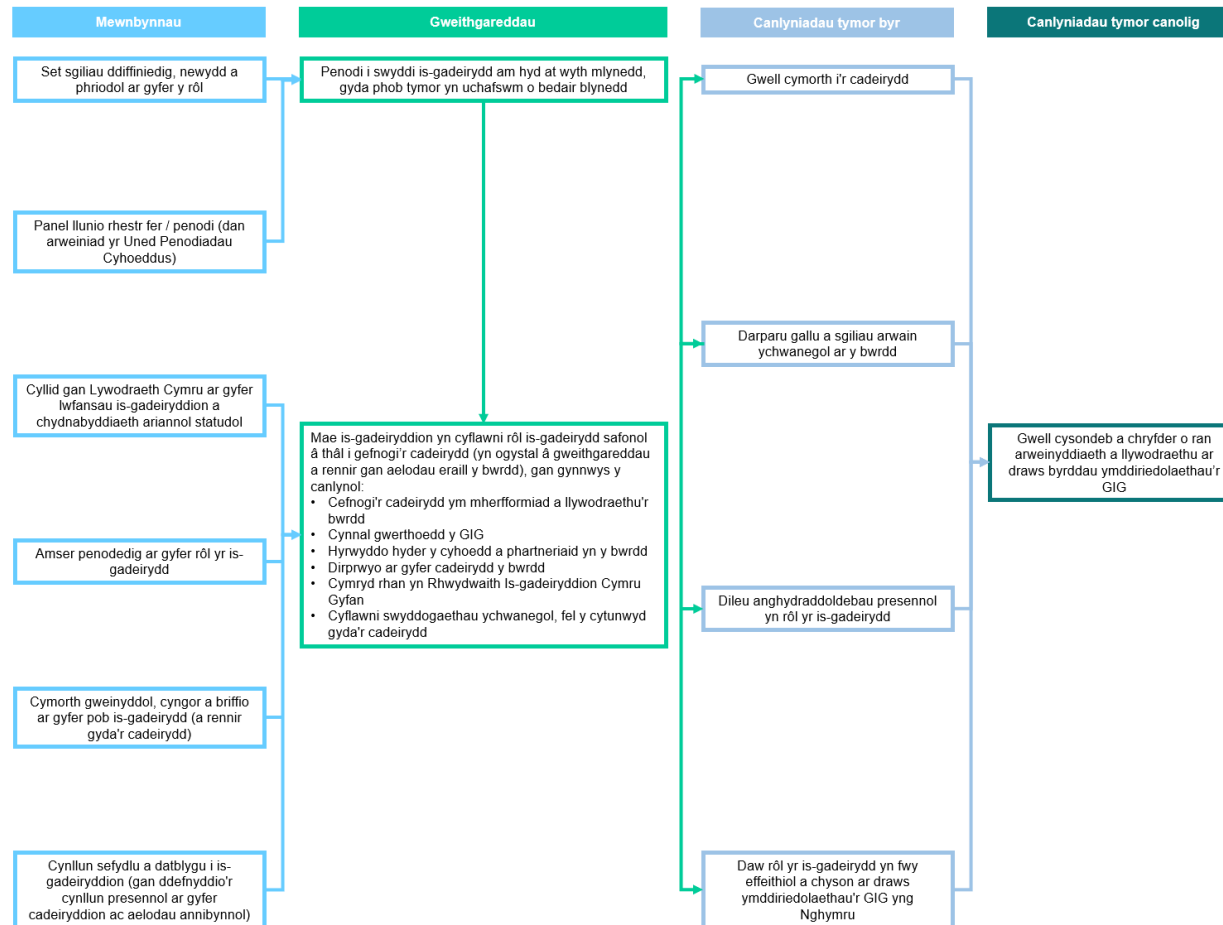 Mewnbynnau
Set sgiliau ddiffiniedig, newydd a
phriodol ar gyfer y rôl
Panel llunio rhestr fer / penodi (dan
arweiniad yr Uned Penodiadau
Cyhoeddus)
Cyllid gan Lywodraeth Cymru ar gyfer
lwfansau is-gadeiryddion a
chydnabyddiaeth ariannol statudol
Amser penodedig ar gyfer rôl yr is-
gadeirydd
Cymorth gweinyddol, cyngor a briffio
ar gyfer pob is-gadeirydd (a rennir
gyda'r cadeirydd)
Cynllun sefydlu a datblygu i is-
gadeiryddion (gan ddefnyddio'r
cynllun presennol ar gyfer
cadeiryddion ac aelodau annibynnol)
Gweithgareddau
Penodi i swyddi is-gadeirydd am hyd at wyth mlynedd,
gyda phob tymor yn uchafswm o bedair blynedd
Mae is-gadeiryddion yn cyflawni rôl is-gadeirydd safonol
â thâl i gefnogi’r cadeirydd (yn ogystal â gweithgareddau
a rennir gan aelodau eraill y bwrdd), gan gynnwys y
canlynol:
• Cefnogi'r cadeirydd ym mherfformiad a llywodraethu'r
bwrdd
• Cynnal gwerthoedd y GIG
• Hyrwyddo hyder y cyhoedd a phartneriaid yn y bwrdd
• Dirprwyo ar gyfer cadeirydd y bwrdd
• Cymryd rhan yn Rhwydwaith Is-gadeiryddion Cymru
Gyfan
• Cyflawni swyddogaethau ychwanegol, fel y cytunwyd
gyda'r cadeirydd
Canlyniadau tymor byr
Gwell cymorth i'r cadeirydd
Darparu gallu a sgiliau arwain
ychwanegol ar y bwrdd
Dileu anghydraddoldebau presennol
yn rôl yr is-gadeirydd
Daw rôl yr is-gadeirydd yn fwy
effeithiol a chyson ar draws
ymddiriedolaethau'r GIG yng
Nghymru
Canlyniadau tymor canolig
Gwell cysondeb a chryfder o ran
arweinyddiaeth a llywodraethu ar
draws byrddau ymddiriedolaethau’r
GIG